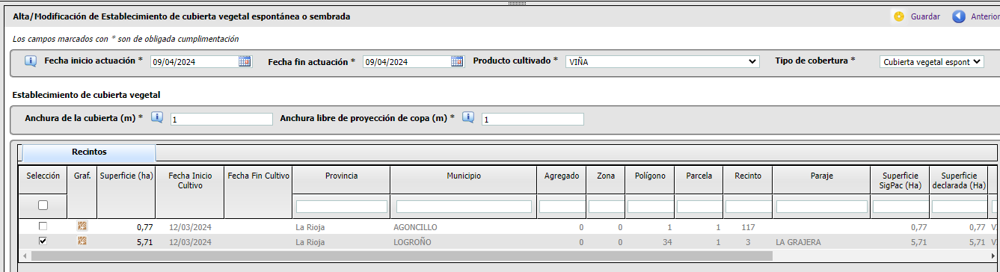 Alta/Modificación de Establecimiento de cubierta vegetal espontánea o sembrada Guardar Anterior
Los campos marcados con * son de obligada cumplimentación
Fecha inicio actuación * 09/04/2024 Fecha fin actuación * 09/04/2024 Producto cultivado * VIÑA Tipo de cobertura * Cubierta vegetal espont
Establecimiento de cubierta vegetal
Anchura de la cubierta (m) * 1 Anchura libre de proyección de copa (m) * 1
Recintos
Selección Graf. Superficie (ha) Fecha Inicio Cultivo Fecha Fin Cultivo Provincia Municipio Agregado Zona Polígono Parcela Recinto Paraje Superficie SigPac (Ha) Superficie declarada (Ha)
0,77 12/03/2024 La Rioja AGONCILLO 0 0 1 1 117 0,77 0,77
5,71 12/03/2024 La Rioja LOGROÑO 0 0 34 1 3 LA GRAJERA 5,71 5,71